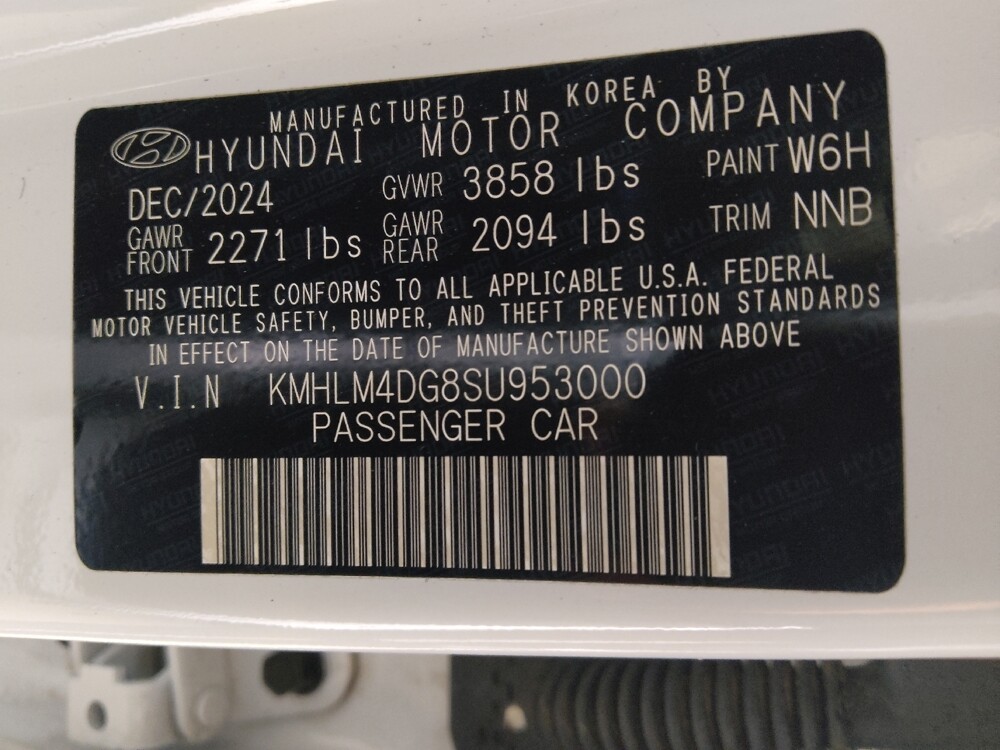 MANUFACTURED IN KOREA BY
HYUNDAI MOTOR COMPANY
DEC/2024 GVWR 3858 lbs PAINT W6H
GAWR FRONT 2271 lbs GAWR REAR 2094 lbs TRIM NNB
THIS VEHICLE CONFORMS TO ALL APPLICABLE U.S.A. FEDERAL
MOTOR VEHICLE SAFETY, BUMPER, AND THEFT PREVENTION STANDARDS
IN EFFECT ON THE DATE OF MANUFACTURE SHOWN ABOVE
V.I.N KMHLM4DG8SU953000
PASSENGER CAR